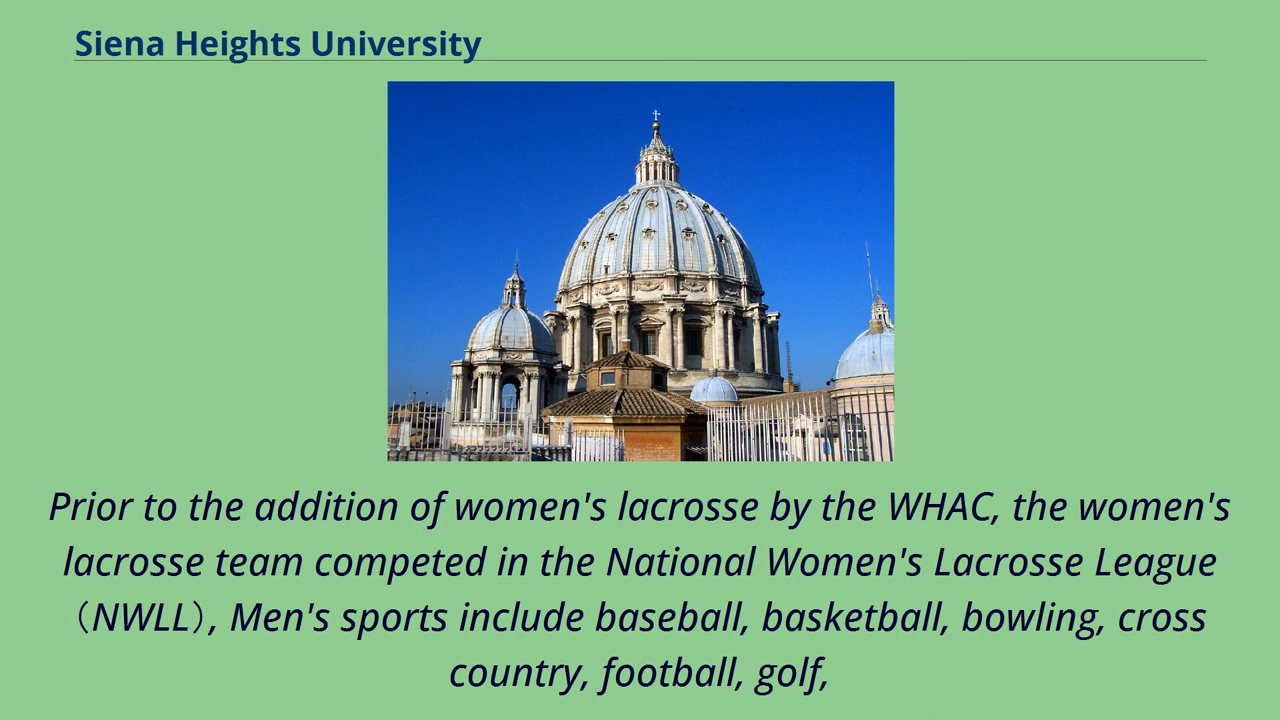 Siena Heights University
Prior to the addition of women's lacrosse by the WHAC, the women's
lacrosse team competed in the National Women's Lacrosse League
（NWLL）, Men's sports include baseball, basketball, bowling, cross
country, football, golf,